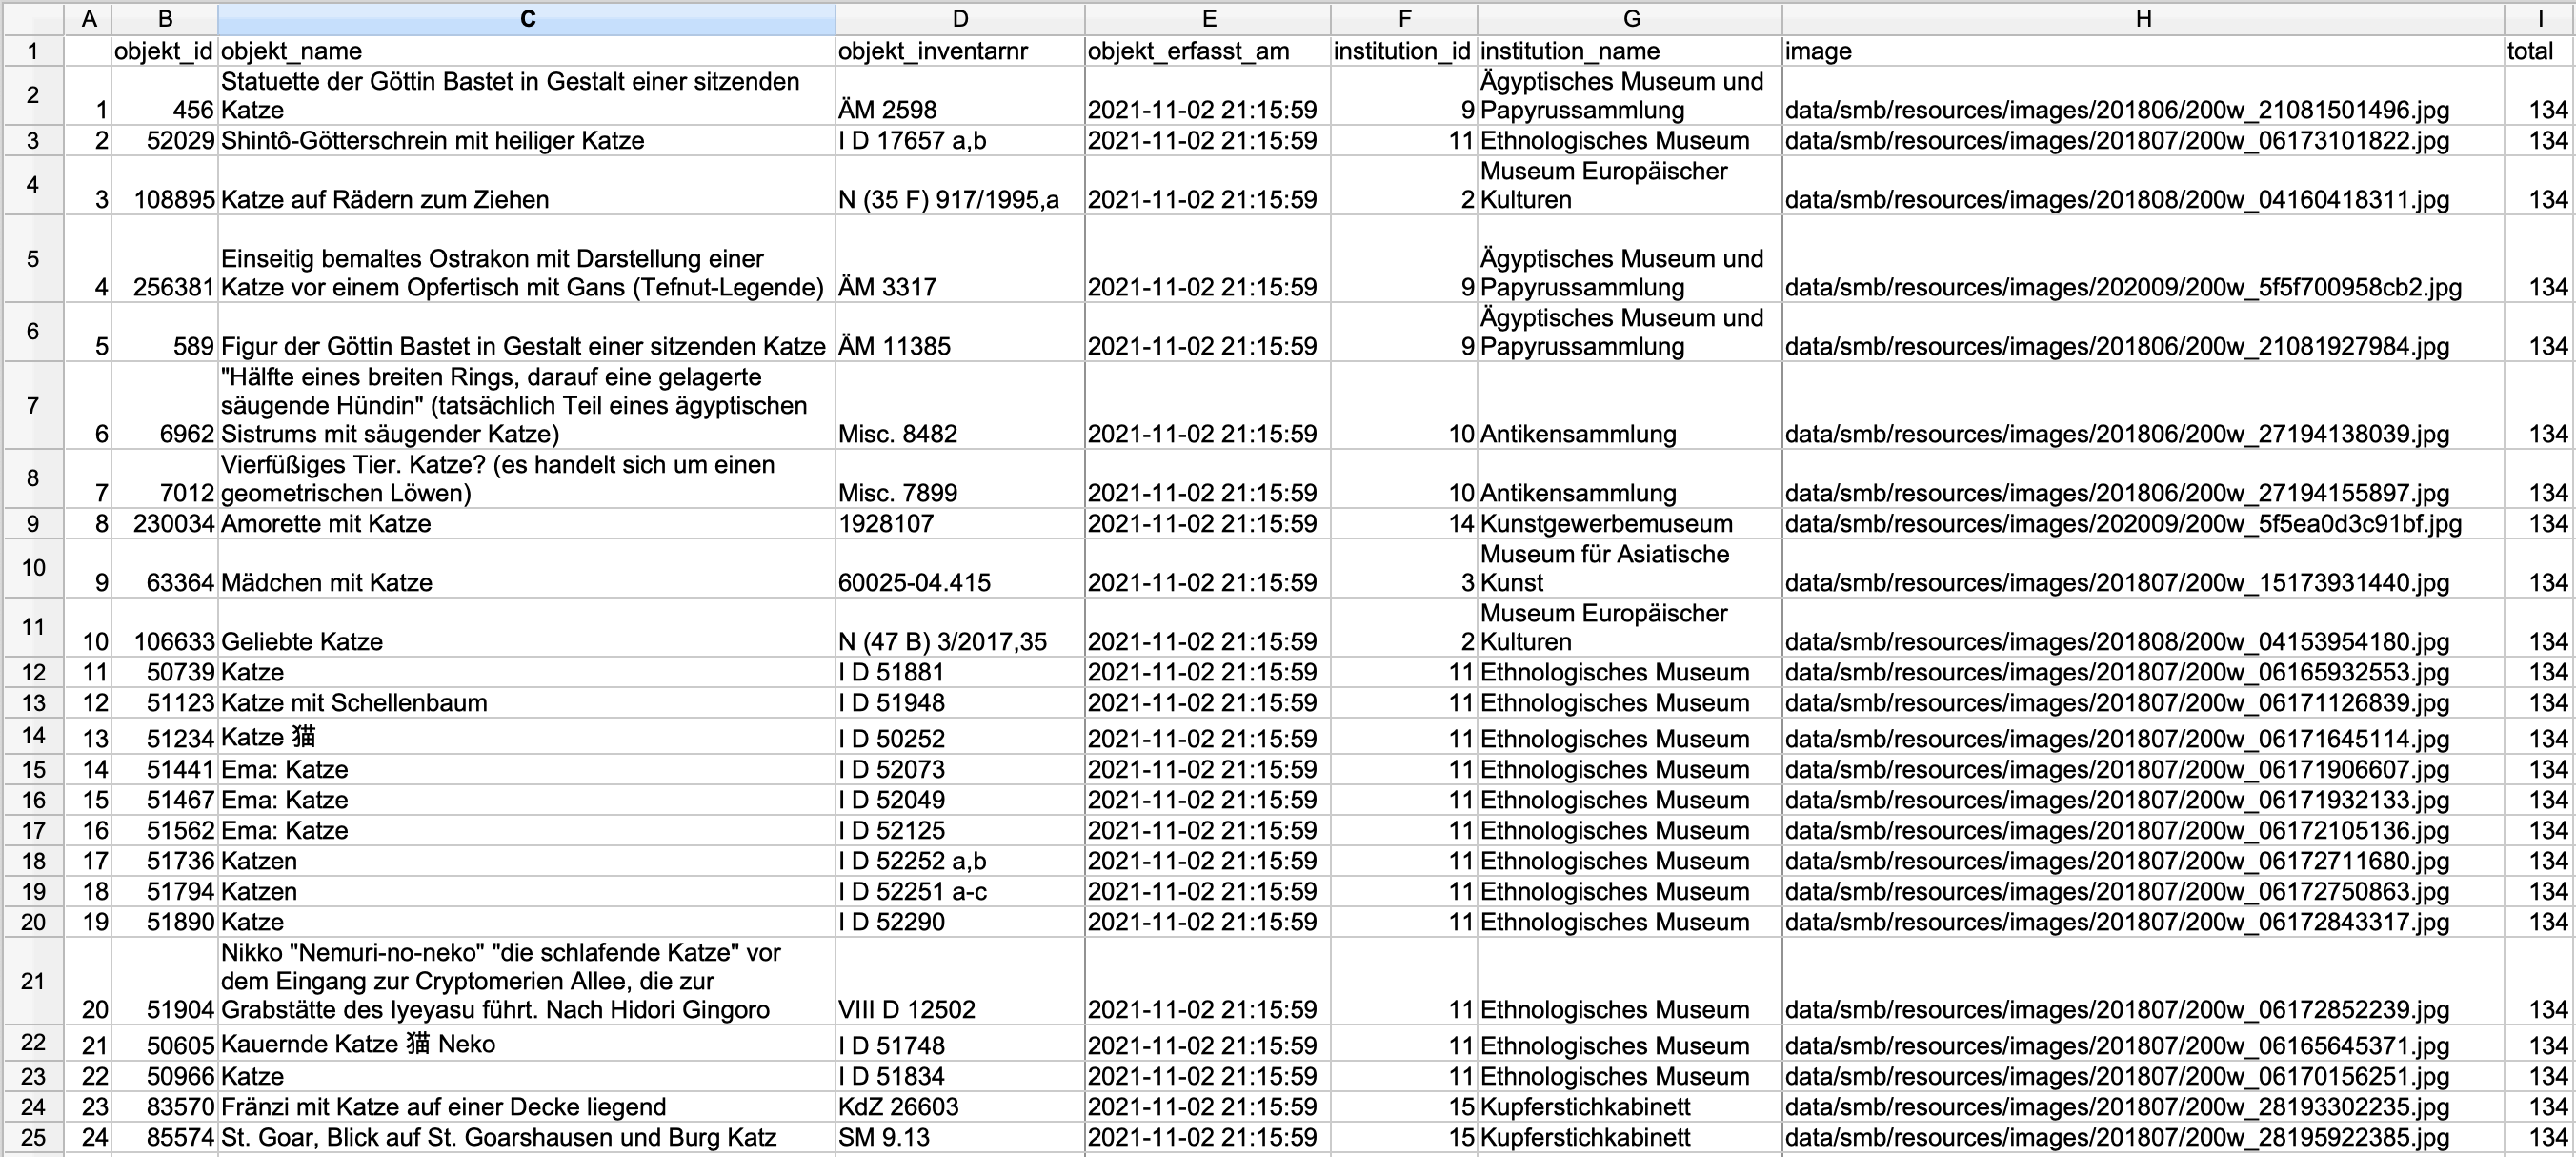 A B C D E F G H I
1 objekt_id objekt_name objekt_inventarnr objekt_erfasst_am institution_id institution_name image total
2 1 456 Statuette der Göttin Bastet in Gestalt einer sitzenden Katze ÄM 2598 2021-11-02 21:15:59 9 Ägyptisches Museum und Papyrussammlung data/smb/resources/images/201806/200w_21081501496.jpg 134
3 2 52029 Shintô-Götterschrein mit heiliger Katze I D 17657 a,b 2021-11-02 21:15:59 11 Ethnologisches Museum data/smb/resources/images/201807/200w_06173101822.jpg 134
4 3 108895 Katze auf Rädern zum Ziehen N (35 F) 917/1995,a 2021-11-02 21:15:59 2 Museum Europäischer Kulturen data/smb/resources/images/201808/200w_04160418311.jpg 134
5 4 256381 Einseitig bemaltes Ostrakon mit Darstellung einer Katze vor einem Opfertisch mit Gans (Tefnut-Legende) ÄM 3317 2021-11-02 21:15:59 9 Ägyptisches Museum und Papyrussammlung data/smb/resources/images/202009/200w_5f5f700958cb2.jpg 134
6 5 589 Figur der Göttin Bastet in Gestalt einer sitzenden Katze ÄM 11385 2021-11-02 21:15:59 9 Ägyptisches Museum und Papyrussammlung data/smb/resources/images/201806/200w_21081927984.jpg 134
7 6 6962 "Hälfte eines breiten Rings, darauf eine gelagerte säugende Hündin" (tatsächlich Teil eines ägyptischen Sistrums mit säugender Katze) Misc. 8482 2021-11-02 21:15:59 10 Antikensammlung data/smb/resources/images/201806/200w_27194138039.jpg 134
8 7 7012 Vierfüßiges Tier. Katze? (es handelt sich um einen geometrischen Löwen) Misc. 7899 2021-11-02 21:15:59 10 Antikensammlung data/smb/resources/images/201806/200w_27194155897.jpg 134
9 8 230034 Amorette mit Katze 1928107 2021-11-02 21:15:59 14 Kunstgewerbemuseum data/smb/resources/images/202009/200w_5f5ea0d3c91bf.jpg 134
10 9 63364 Mädchen mit Katze 60025-04.415 2021-11-02 21:15:59 3 Museum für Asiatische Kunst data/smb/resources/images/201807/200w_15173931440.jpg 134
11 10 106633 Geliebte Katze N (47 B) 3/2017,35 2021-11-02 21:15:59 2 Museum Europäischer Kulturen data/smb/resources/images/201808/200w_04153954180.jpg 134
12 11 50739 Katze I D 51881 2021-11-02 21:15:59 11 Ethnologisches Museum data/smb/resources/images/201807/200w_06165932553.jpg 134
13 12 51123 Katze mit Schellenbaum I D 51948 2021-11-02 21:15:59 11 Ethnologisches Museum data/smb/resources/images/201807/200w_06171126839.jpg 134
14 13 51234 Katze 猫 I D 50252 2021-11-02 21:15:59 11 Ethnologisches Museum data/smb/resources/images/201807/200w_06171645114.jpg 134
15 14 51441 Ema: Katze I D 52073 2021-11-02 21:15:59 11 Ethnologisches Museum data/smb/resources/images/201807/200w_06171906607.jpg 134
16 15 51467 Ema: Katze I D 52049 2021-11-02 21:15:59 11 Ethnologisches Museum data/smb/resources/images/201807/200w_06171932133.jpg 134
17 16 51562 Ema: Katze I D 52125 2021-11-02 21:15:59 11 Ethnologisches Museum data/smb/resources/images/201807/200w_06172105136.jpg 134
18 17 51736 Katzen I D 52252 a,b 2021-11-02 21:15:59 11 Ethnologisches Museum data/smb/resources/images/201807/200w_06172711680.jpg 134
19 18 51794 Katzen I D 52251 a-c 2021-11-02 21:15:59 11 Ethnologisches Museum data/smb/resources/images/201807/200w_06172750863.jpg 134
20 19 51890 Katze I D 52290 2021-11-02 21:15:59 11 Ethnologisches Museum data/smb/resources/images/201807/200w_06172843317.jpg 134
21 20 51904 Nikko "Nemuri-no-neko" "die schlafende Katze" vor dem Eingang zur Cryptomerien Allee, die zur Grabstätte des Iyeyasu führt. Nach Hidori Gingoro VIII D 12502 2021-11-02 21:15:59 11 Ethnologisches Museum data/smb/resources/images/201807/200w_06172852239.jpg 134
22 21 50605 Kauernde Katze 猫 Neko I D 51748 2021-11-02 21:15:59 11 Ethnologisches Museum data/smb/resources/images/201807/200w_06165645371.jpg 134
23 22 50966 Katze I D 51834 2021-11-02 21:15:59 11 Ethnologisches Museum data/smb/resources/images/201807/200w_06170156251.jpg 134
24 23 83570 Fränzi mit Katze auf einer Decke liegend KdZ 26603 2021-11-02 21:15:59 15 Kupferstichkabinett data/smb/resources/images/201807/200w_28193302235.jpg 134
25 24 85574 St. Goar, Blick auf St. Goarshausen und Burg Katz SM 9.13 2021-11-02 21:15:59 15 Kupferstichkabinett data/smb/resources/images/201807/200w_28195922385.jpg 134